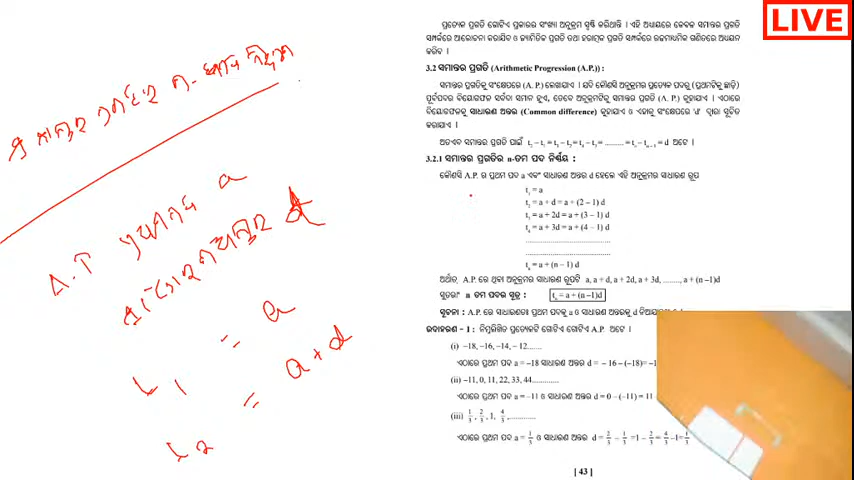 LIVE
ପ୍ରତ୍ୟେକ ପ୍ରଗତି ଗୋଟିଏ ପ୍ରକାରର ସଂଖ୍ୟା ଅନୁକ୍ରମ ସୃଷ୍ଟି କରିଥାନ୍ତି । ଏହି ଅଧ୍ୟାୟରେ କେବଳ ସମାନ୍ତର ପ୍ରଗତି
ସମ୍ପର୍କରେ ଆଲୋଚନା କରାଯିବ ଓ ଜ୍ୟାମିତିକ ପ୍ରଗତି ତଥା ହରାତ୍ମକ ପ୍ରଗତି ସମ୍ପର୍କରେ ଉଚ୍ଚମାଧ୍ୟମିକ ଗଣିତରେ ଅଧ୍ୟୟନ
କରିବ ।
3.2 ସମାନ୍ତର ପ୍ରଗତି (Arithmetic Progression (A.P.)) :
ସମାନ୍ତର ପ୍ରଗତିକୁ ସଂକ୍ଷେପରେ (A. P.) ଲେଖାଯାଏ । ଯଦି କୌଣସି ଅନୁକ୍ରମର ପ୍ରତ୍ୟେକ ପଦରୁ (ପ୍ରଥମଟିକୁ ଛାଡ଼ି)
ପୂର୍ବପଦର ବିୟୋଗଫଳ ସର୍ବଦା ସମାନ ହୁଏ, ତେବେ ଅନୁକ୍ରମଟିକୁ ସମାନ୍ତର ପ୍ରଗତି (A. P.) କୁହାଯାଏ । ଏଠାରେ
ବିୟୋଗଫଳକୁ ସାଧାରଣ ଅନ୍ତର (Common difference) କୁହାଯାଏ ଓ ଏହାକୁ ସଂକ୍ଷେପରେ 'd' ଦ୍ୱାରା ସୂଚିତ
କରାଯାଏ ।
ଅତଏବ ସମାନ୍ତର ପ୍ରଗତି ପାଇଁ t₂ – t₁ = t₃ – t₂ = t₄ – t₃ = ......... = tₙ – tₙ₋₁ = d ଅଟେ ।
3.2.1 ସମାନ୍ତର ପ୍ରଗତିର n-ତମ ପଦ ନିର୍ଣ୍ଣୟ :
କୌଣସି A.P. ର ପ୍ରଥମ ପଦ a ଏବଂ ସାଧାରଣ ଅନ୍ତର d ହେଲେ ଏହି ଅନୁକ୍ରମର ସାଧାରଣ ରୂପ
t₁ = a
t₂ = a + d = a + (2 – 1) d
t₃ = a + 2d = a + (3 – 1) d
t₄ = a + 3d = a + (4 – 1) d
........................................
........................................
tₙ = a + (n – 1) d
ଅର୍ଥାତ୍ A.P. ରେ ଥିବା ଅନୁକ୍ରମର ସାଧାରଣ ରୂପଟି a, a + d, a + 2d, a + 3d, ........, a + (n –1)d
ସୁତରାଂ n ତମ ପଦର ସୂତ୍ର : tₙ = a + (n–1)d
ସୂଚନା : A.P. ରେ ସାଧାରଣତଃ ପ୍ରଥମ ପଦକୁ a ଓ ସାଧାରଣ ଅନ୍ତରକୁ d ନିଆଯାଏ
ଉଦାହରଣ - 1 : ନିମ୍ନଲିଖିତ ପ୍ରତ୍ୟେକଟି ଗୋଟିଏ ଗୋଟିଏ A.P. ଅଟେ ।
(i) –18, –16, –14, – 12.......
ଏଠାରେ ପ୍ରଥମ ପଦ a = –18 ସାଧାରଣ ଅନ୍ତର d = – 16 –(–18) =
(ii) –11, 0, 11, 22, 33, 44............
ଏଠାରେ ପ୍ରଥମ ପଦ a = –11 ଓ ସାଧାରଣ ଅନ୍ତର d = 0 – (–11) = 11
(iii) 1/3, 2/3, 1, 4/3,............
ଏଠାରେ ପ୍ରଥମ ପଦ a = 1/3 ଓ ସାଧାରଣ ଅନ୍ତର d = 2/3 – 1/3 = 1 – 2/3 = 4/3 –1 = 1/3
[ 43 ]
A.P ପ୍ରଥମପଦ a
ସାଧାରଣ ଅନ୍ତର d
t₁ = a
t₂ = a + d